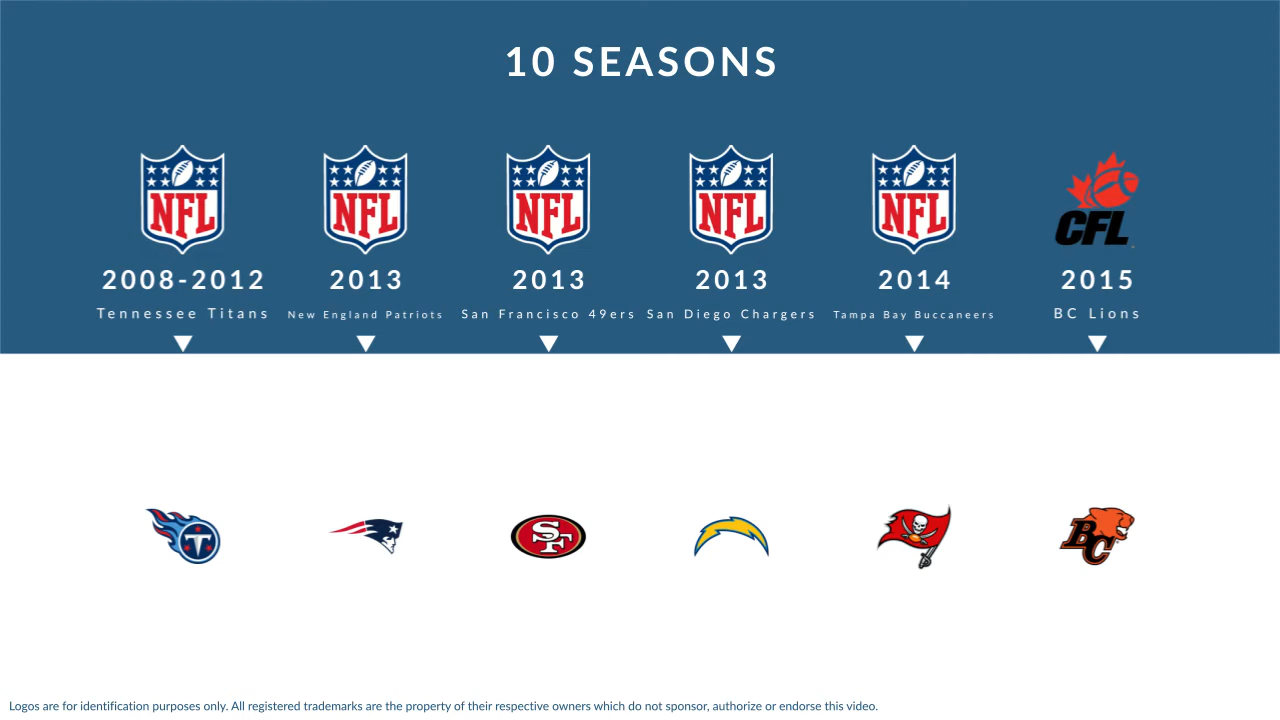 10 SEASONS
NFL NFL NFL NFL NFL CFL
2008-2012 2013 2013 2013 2014 2015
Tennessee Titans New England Patriots San Francisco 49ers San Diego Chargers Tampa Bay Buccaneers BC Lions
T SF BC
Logos are for identification purposes only. All registered trademarks are the property of their respective owners which do not sponsor, authorize or endorse this video.